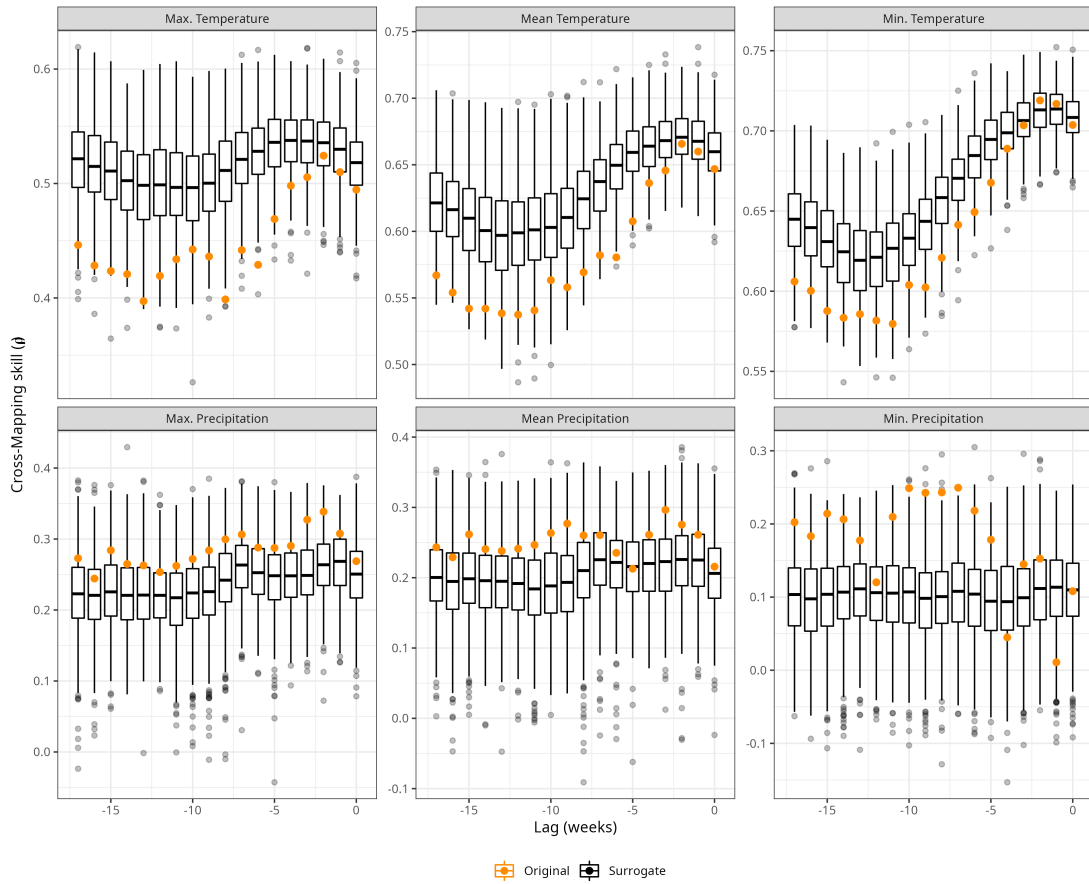 Max. Temperature
Mean Temperature
Min. Temperature
0.6
0.5
0.4
0.75
0.70
0.65
0.60
0.55
0.50
0.75
0.70
0.65
0.60
0.55
Max. Precipitation
Mean Precipitation
Min. Precipitation
0.4
0.3
0.2
0.1
0.0
0.4
0.3
0.2
0.1
0.0
-0.1
0.3
0.2
0.1
0.0
-0.1
-15 -10 -5 0
-15 -10 -5 0
-15 -10 -5 0
Cross-Mapping skill
Lag (weeks)
Original Surrogate